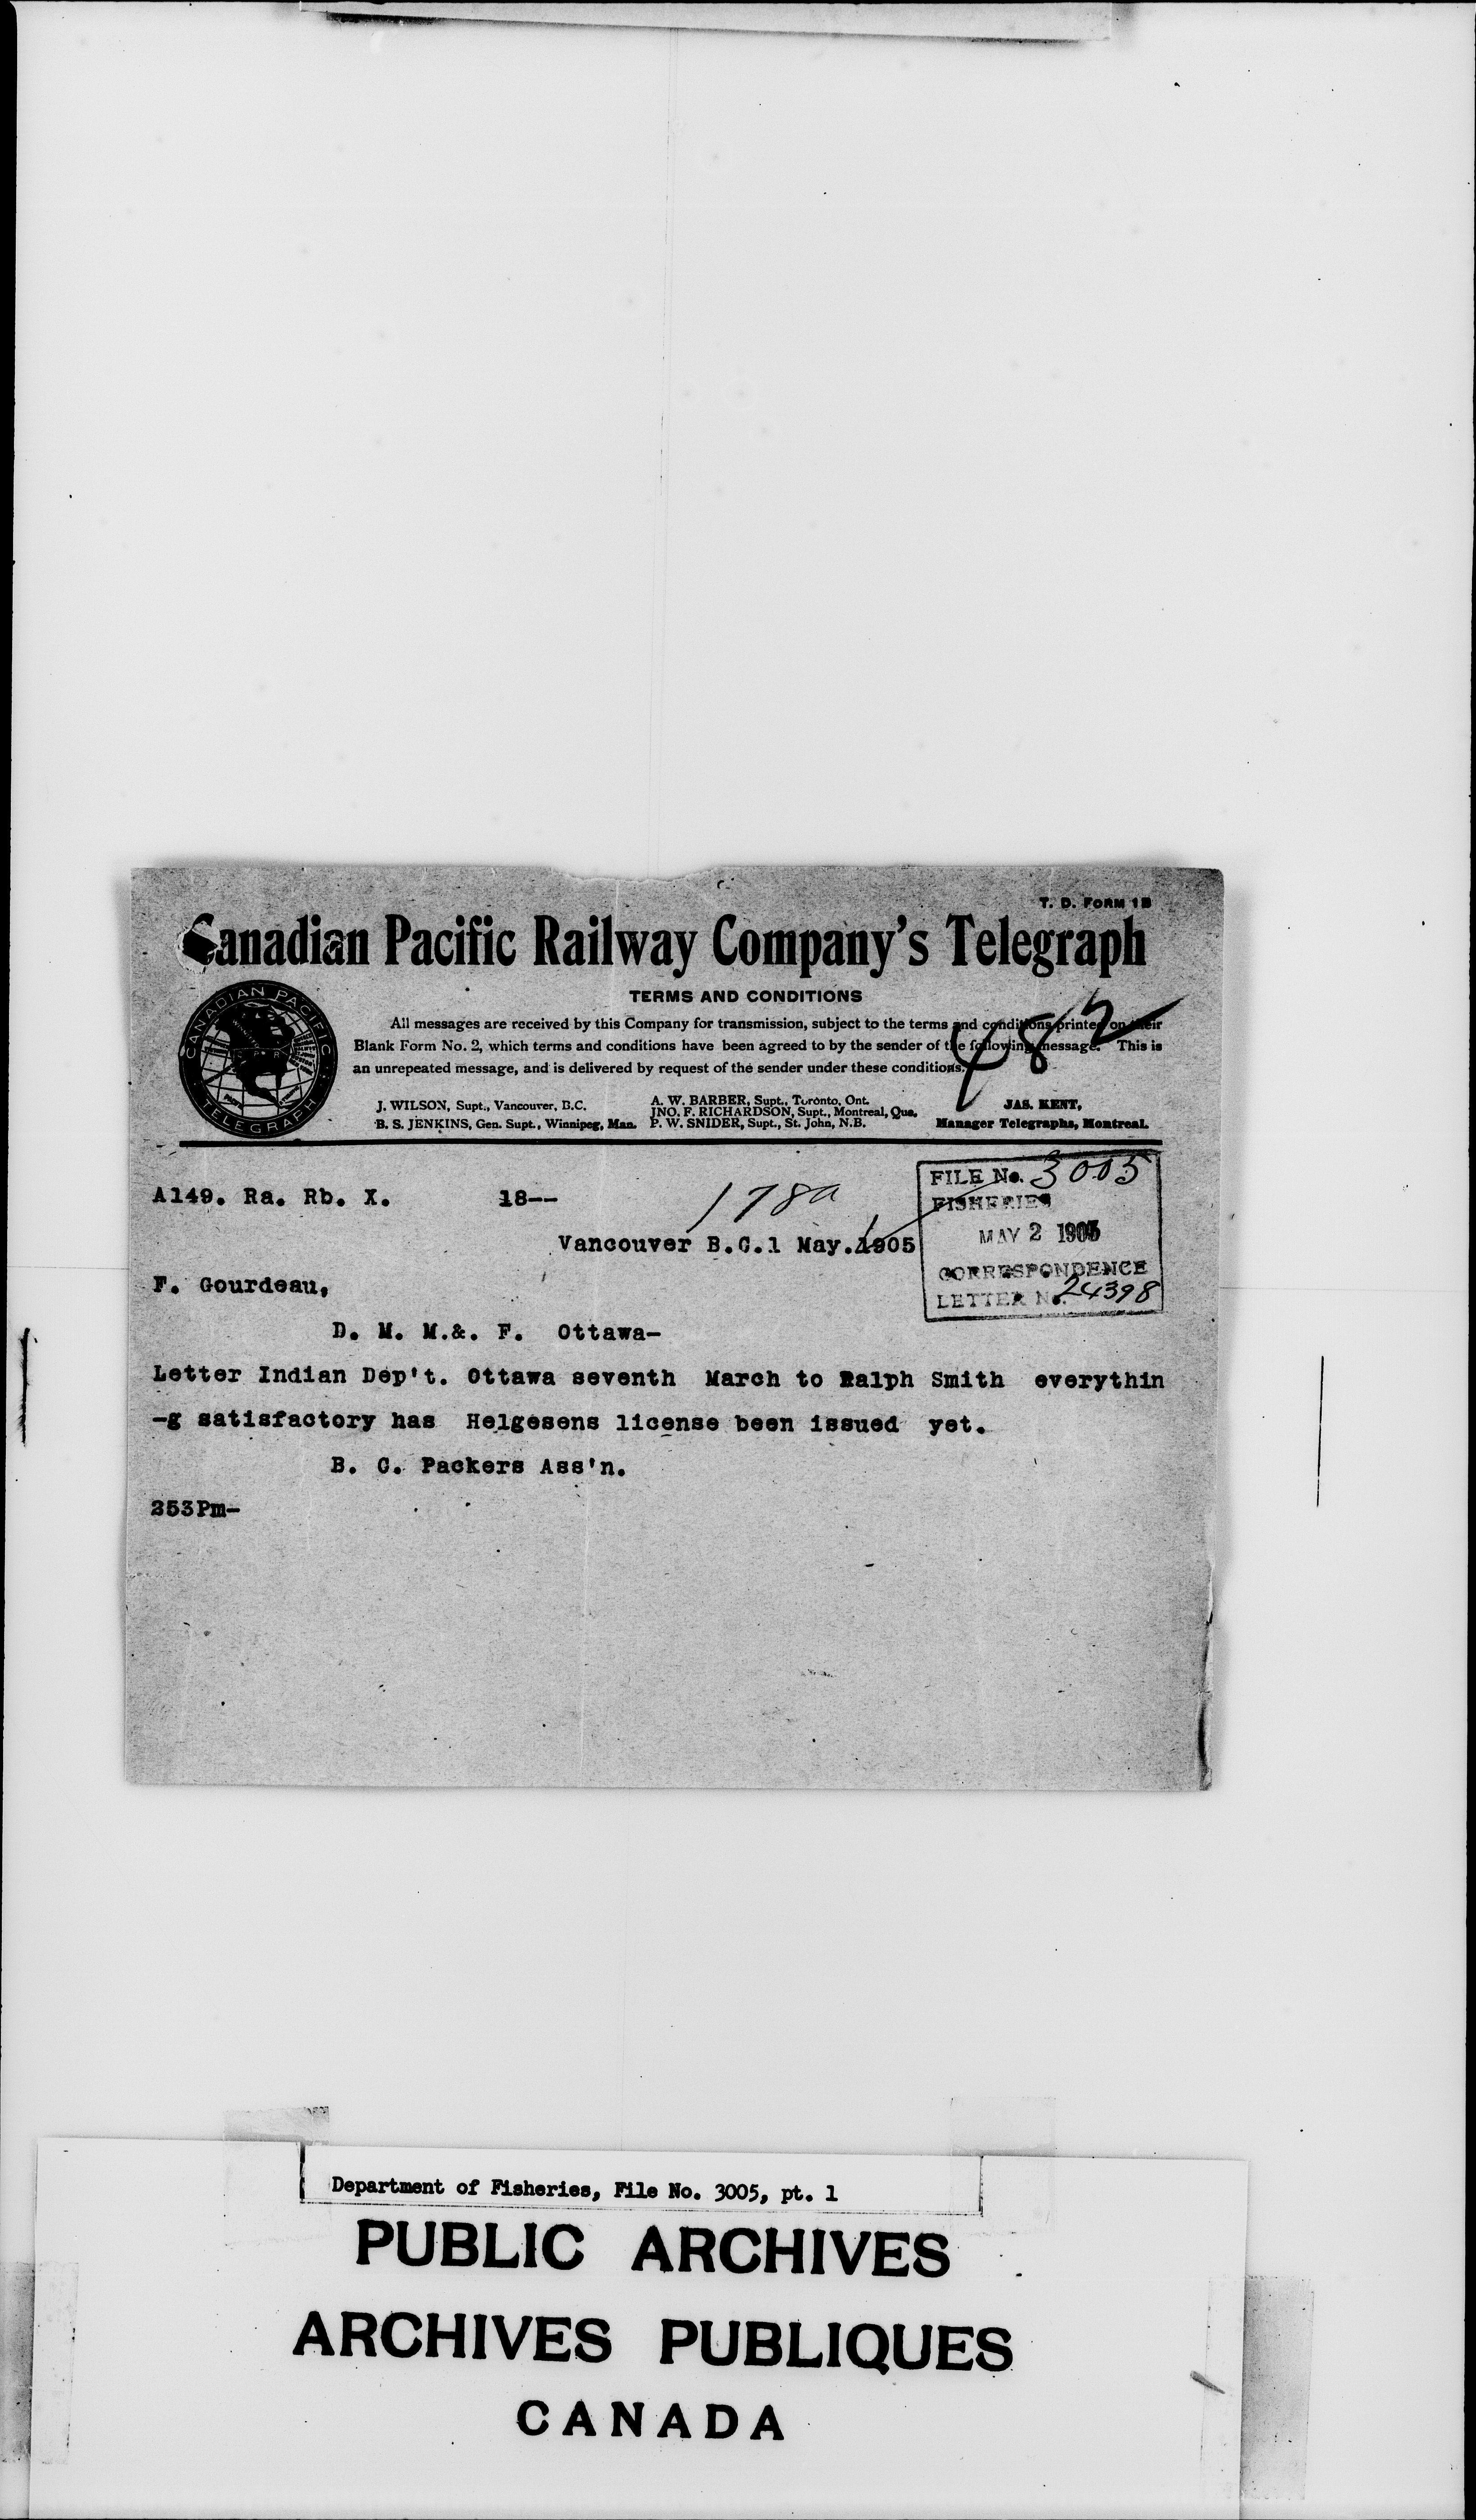 T. D. FORM 1B
Canadian Pacific Railway Company's Telegraph
TERMS AND CONDITIONS
All messages are received by this Company for transmission, subject to the terms and conditions printed on their
Blank Form No. 2, which terms and conditions have been agreed to by the sender of the following message. This is
an unrepeated message, and is delivered by request of the sender under these conditions.
CANADIAN PACIFIC
TELEGRAPH
J. WILSON, Supt., Vancouver, B.C.
B. S. JENKINS, Gen. Supt., Winnipeg, Man.
A. W. BARBER, Supt., Toronto, Ont.
JNO. F. RICHARDSON, Supt., Montreal, Que.
P. W. SNIDER, Supt., St. John, N.B.
JAS. KENT,
Manager Telegraphs, Montreal.
FILE No. 3005
FISHERIES
MAY 2 1905
CORRESPONDENCE
LETTER No. 24398
A149. Ra. Rb. X. 18--
178a
Vancouver B.C.1 May.1905
F. Gourdeau,
D. M. M.&. F. Ottawa-
Letter Indian Dep't. Ottawa seventh March to Ralph Smith everythin
-g satisfactory has Helgesens license been issued yet.
B. C. Packers Ass'n.
253Pm-
Department of Fisheries, File No. 3005, pt. 1
PUBLIC ARCHIVES
ARCHIVES PUBLIQUES
CANADA